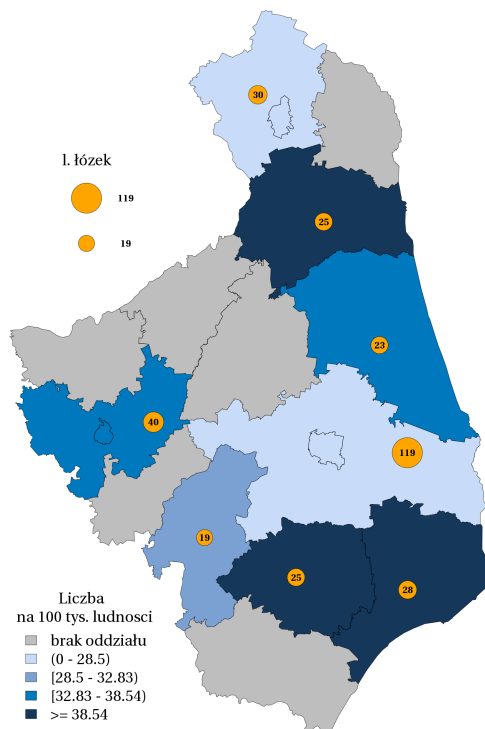 30
l. łózek
119
19
25
23
40
119
19
25
28
Liczba
na 100 tys. ludnosci
brak oddziału
(0 - 28.5)
[28.5 - 32.83)
[32.83 - 38.54)
>= 38.54